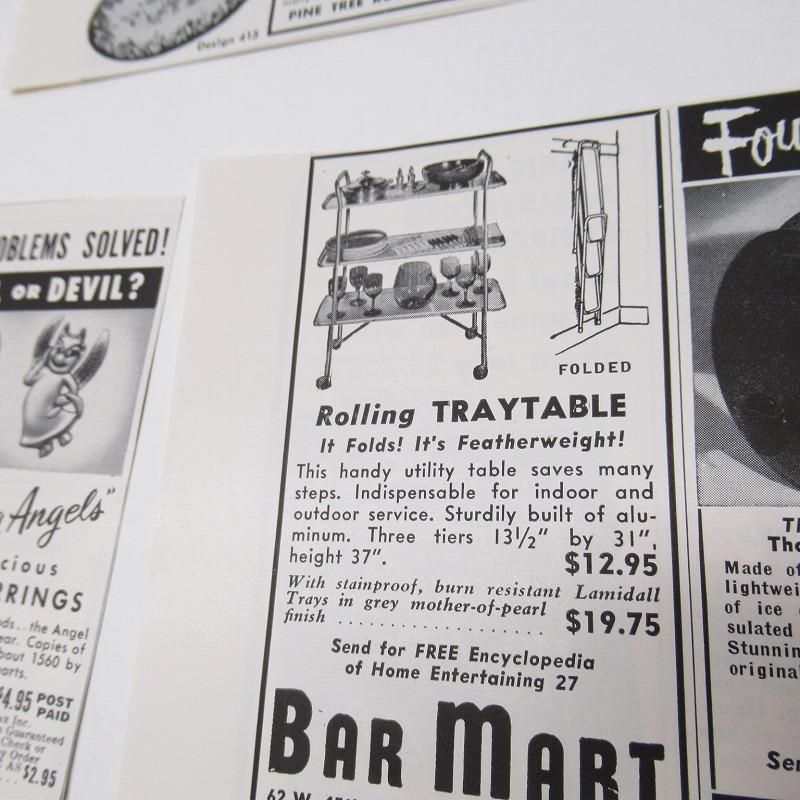 PINE TREE
Design 413
OBLEMS SOLVED!
OR DEVIL?
Angels"
cious
RRINGS
the Angel
ear. Copies of
bout 1560 by
$4.95 POST
PAID
Inc.
Guaranteed
Check or
Order
AS $2.95
FOLDED
Rolling TRAYTABLE
It Folds! It's Featherweight!
This handy utility table saves many
steps. Indispensable for indoor and
outdoor service. Sturdily built of alu-
minum. Three tiers 13½" by 31",
height 37". $12.95
With stainproof, burn resistant Lamidall
Trays in grey mother-of-pearl
finish . . . . . . . . . . . . . . . . . . $19.75
Send for FREE Encyclopedia
of Home Entertaining 27
BAR MART
62 W.
Fou
Th
Tho
Made of
lightwei
of ice
sulated
Stunnin
origina
Se